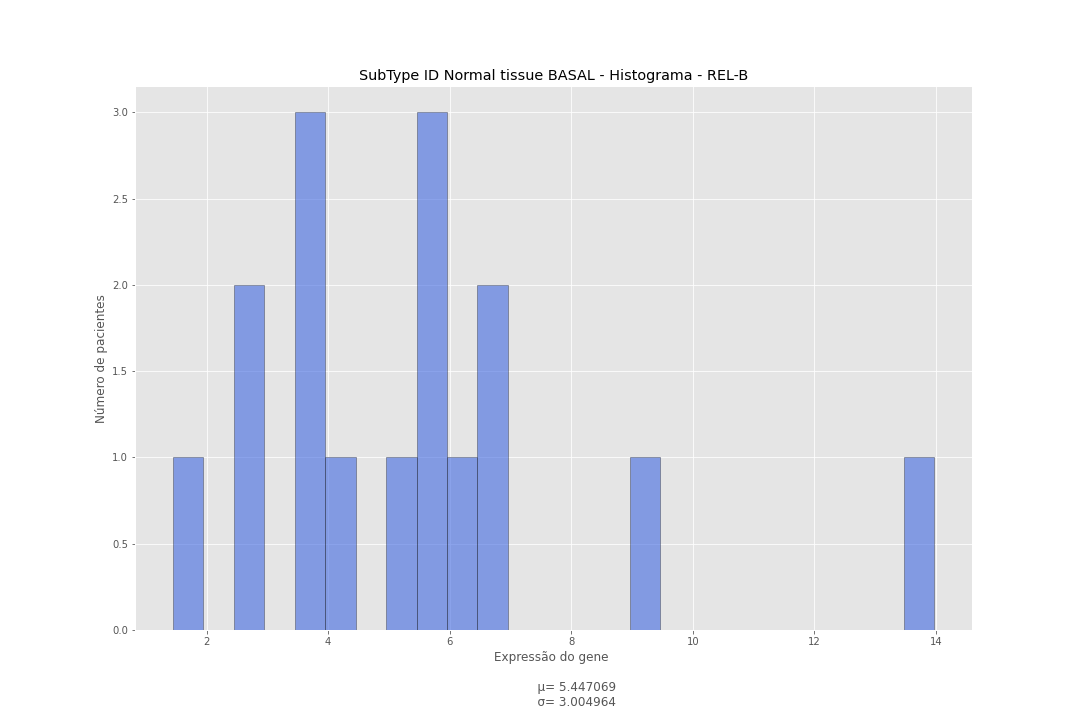 SubType ID Normal tissue BASAL - Histograma - REL-B
3.0
2.5
2.0
1.5
1.0
0.5
0.0
Número de pacientes
2 4 6 8 10 12 14
Expressão do gene
μ= 5.447069
σ= 3.004964